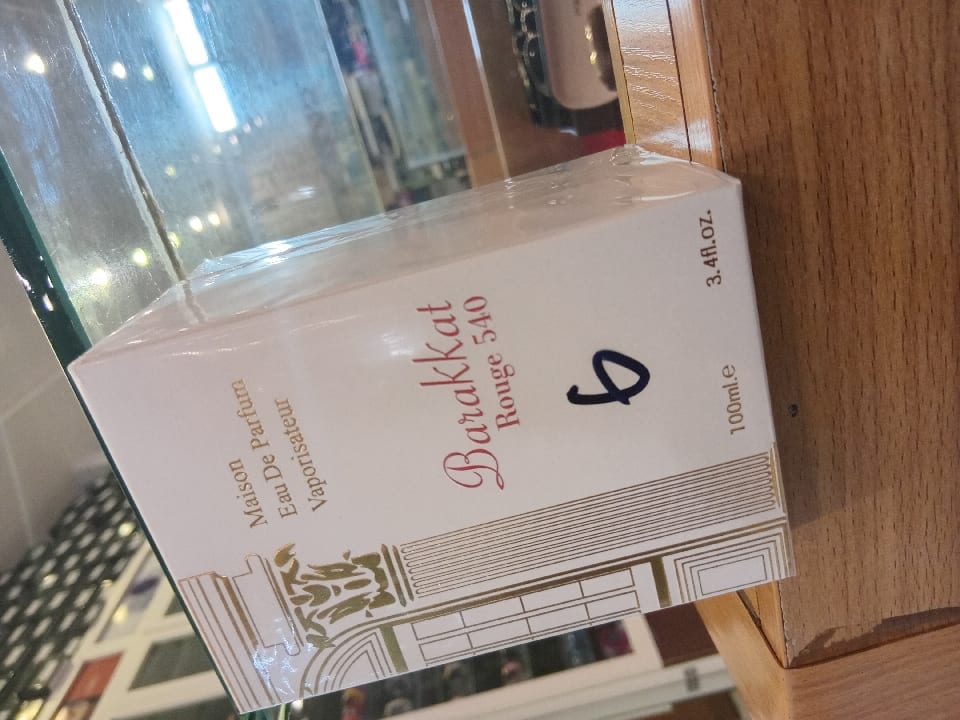 Maison
Eau De Parfum
Vaporisateur
Barakkat
Rouge 540
6
100ml.e 3.4fl.oz.